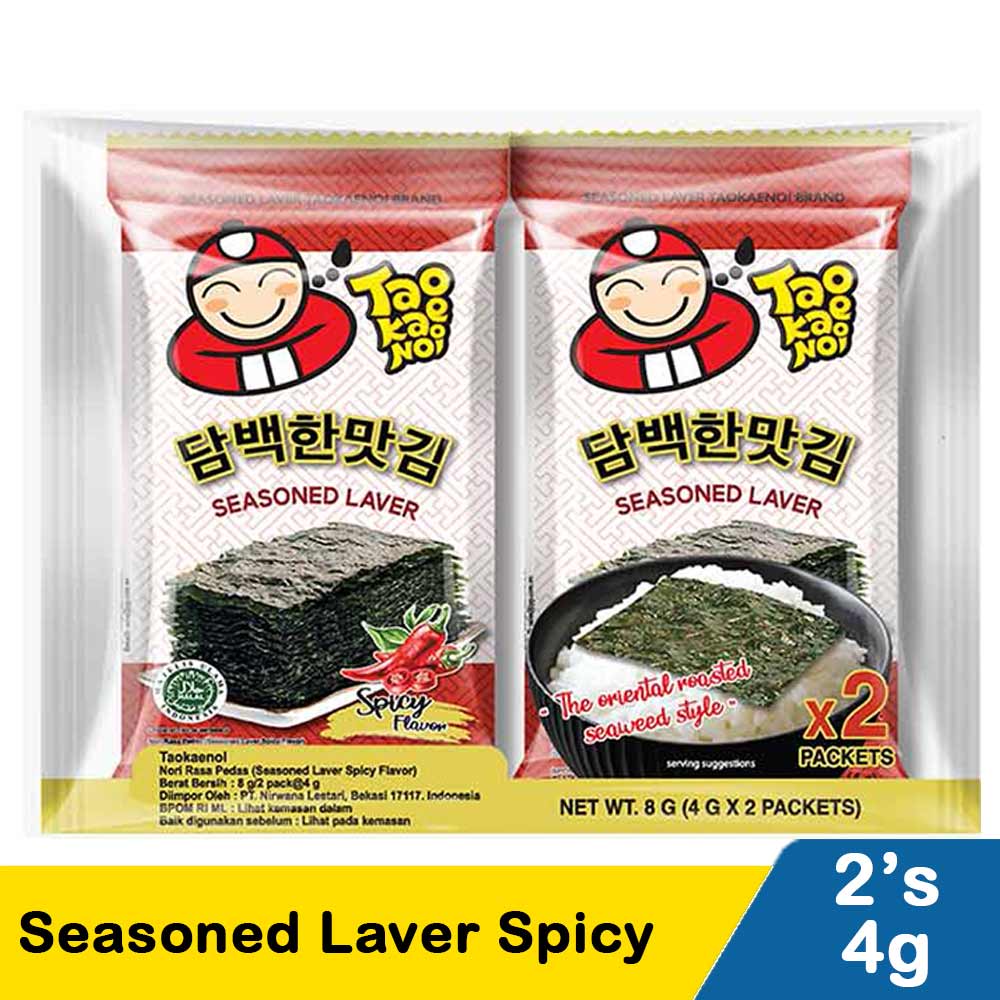 SEASONED LAVER TAOKAENOI BRAND
Tao
kae
NOi
담백한맛김
SEASONED LAVER
MAJELIS ULAMA
HALAL
INDONESIA
Spicy
Flavor
Taokaenoi
Nori Rasa Pedas (Seasoned Laver Spicy Flavor)
Berat Bersih : 8 g/2 pack@4 g
Diimpor Oleh : PT. Nirwana Lestari, Bekasi 17117. Indonesia
BPOM RI ML : Lihat kemasan dalam
Baik digunakan sebelum : Lihat pada kemasan
SEASONED LAVER TAOKAENOI BRAND
Tao
kae
NOi
담백한맛김
SEASONED LAVER
"The oriental roasted
seaweed style"
x2
PACKETS
serving suggestions
NET WT. 8 G (4 G X 2 PACKETS)
Seasoned Laver Spicy
2's
4g